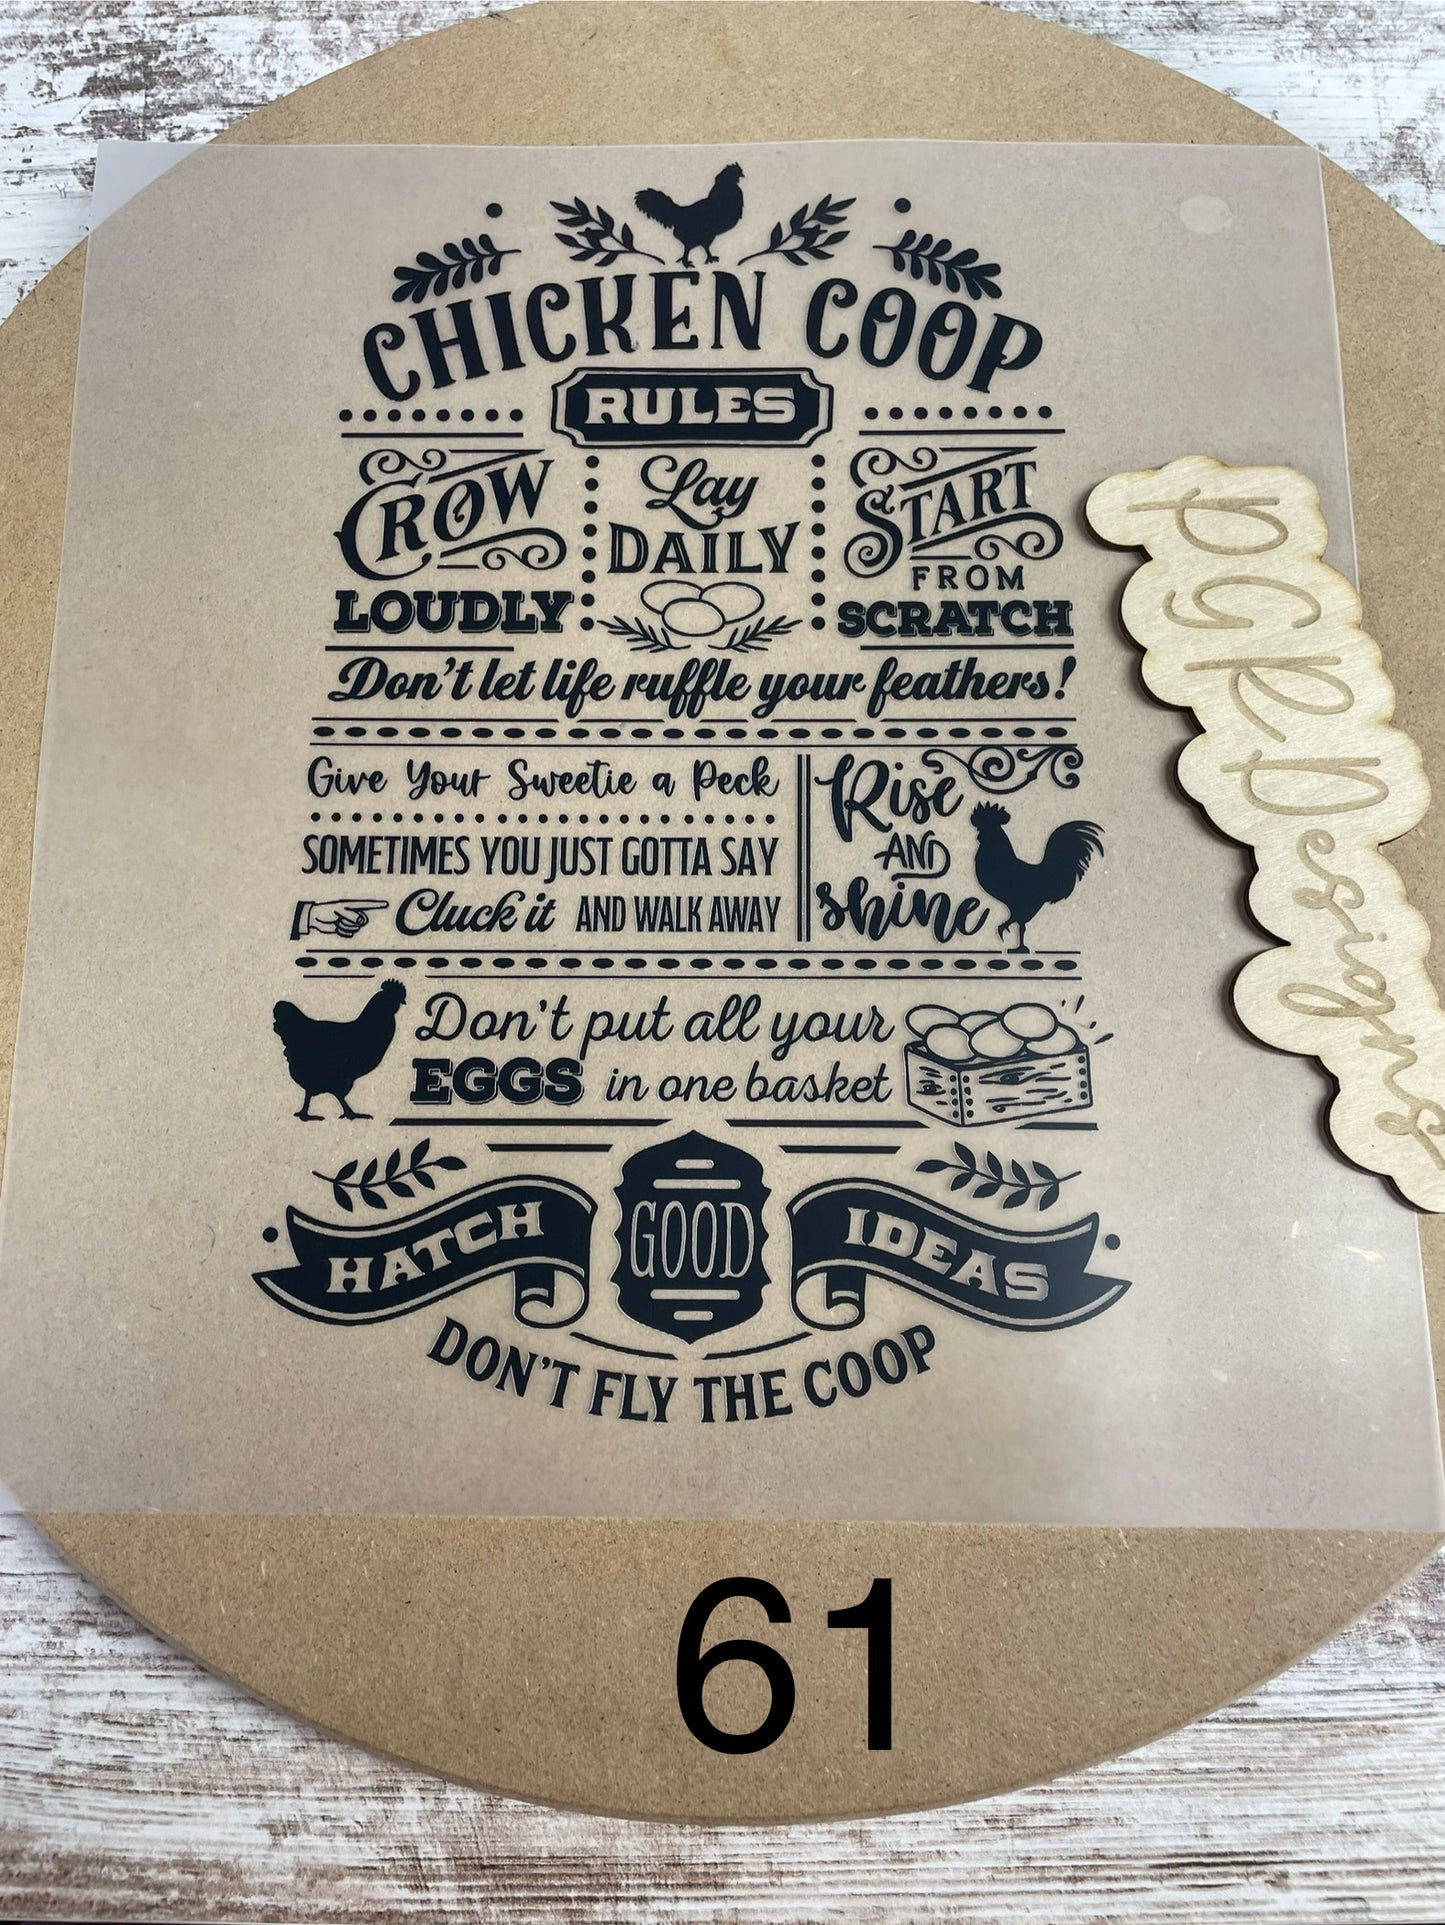 CHICKEN COOP
RULES
CROW
LOUDLY
Lay
DAILY
START
FROM
SCRATCH
Don't let life ruffle your feathers!
Give Your Sweetie a Peck
SOMETIMES YOU JUST GOTTA SAY
Cluck it AND WALK AWAY
Rise
AND
shine
Don't put all your
EGGS in one basket
HATCH GOOD IDEAS
DON'T FLY THE COOP
PGRDesigns
61